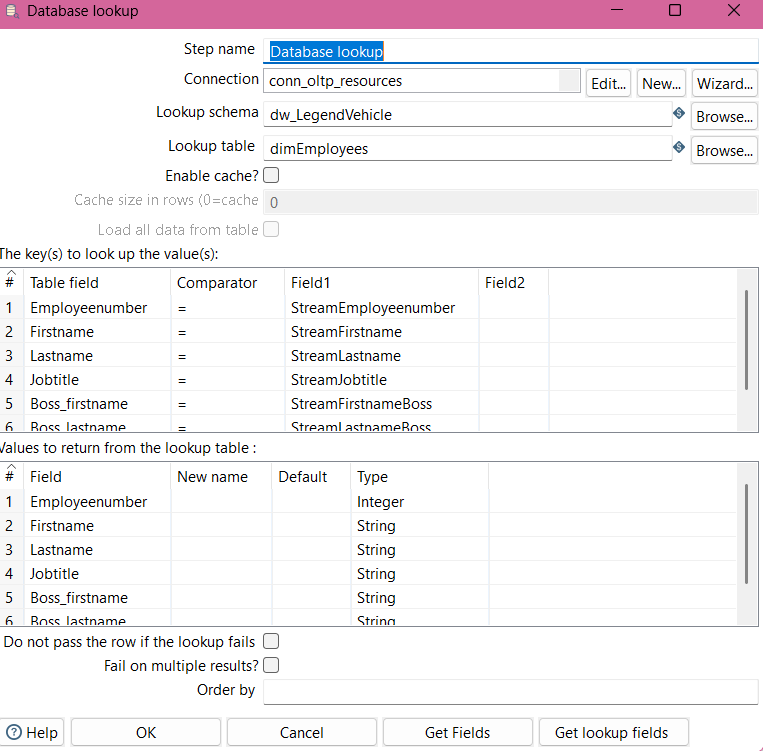 Database lookup
Step name Database lookup
Connection conn_oltp_resources Edit... New... Wizard...
Lookup schema dw_LegendVehicle Browse...
Lookup table dimEmployees Browse...
Enable cache?
Cache size in rows (0=cache 0
Load all data from table
The key(s) to look up the value(s):
# Table field Comparator Field1 Field2
1 Employeenumber = StreamEmployeenumber
2 Firstname = StreamFirstname
3 Lastname = StreamLastname
4 Jobtitle = StreamJobtitle
5 Boss_firstname = StreamFirstnameBoss
6 Boss_lastname = StreamLastnameBoss
Values to return from the lookup table :
# Field New name Default Type
1 Employeenumber Integer
2 Firstname String
3 Lastname String
4 Jobtitle String
5 Boss_firstname String
6 Boss_lastname String
Do not pass the row if the lookup fails
Fail on multiple results?
Order by
Help OK Cancel Get Fields Get lookup fields